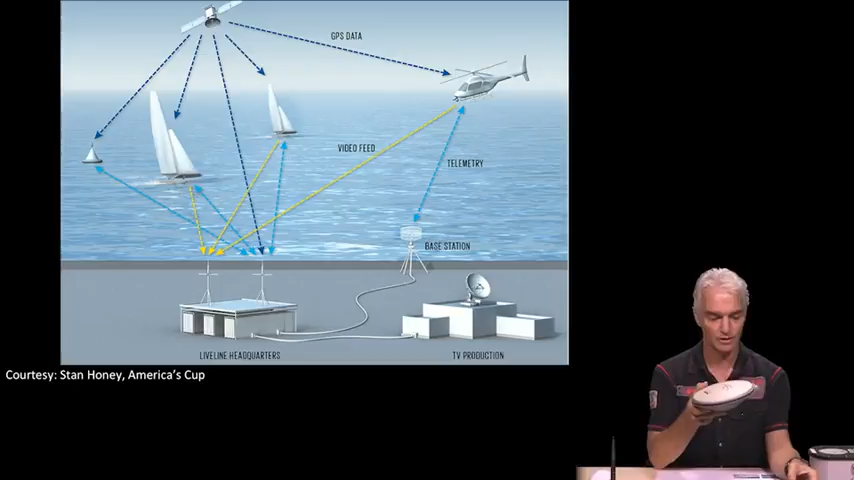 GPS DATA
VIDEO FEED
TELEMETRY
BASE STATION
LIVELINE HEADQUARTERS
TV PRODUCTION
Courtesy: Stan Honey, America's Cup